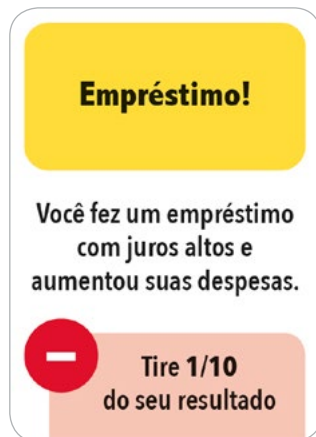 Empréstimo!
Você fez um empréstimo
com juros altos e
aumentou suas despesas.
Tire 1/10
do seu resultado